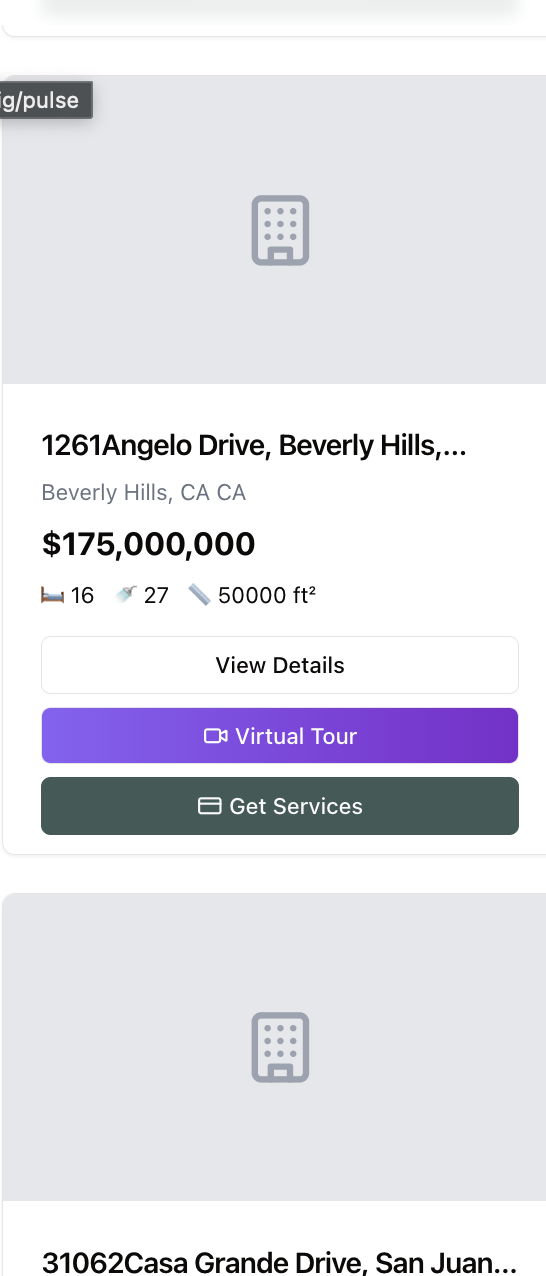 ig/pulse
1261Angelo Drive, Beverly Hills,...
Beverly Hills, CA CA
$175,000,000
16 27 50000 ft²
View Details
Virtual Tour
Get Services
31062Casa Grande Drive, San Juan...